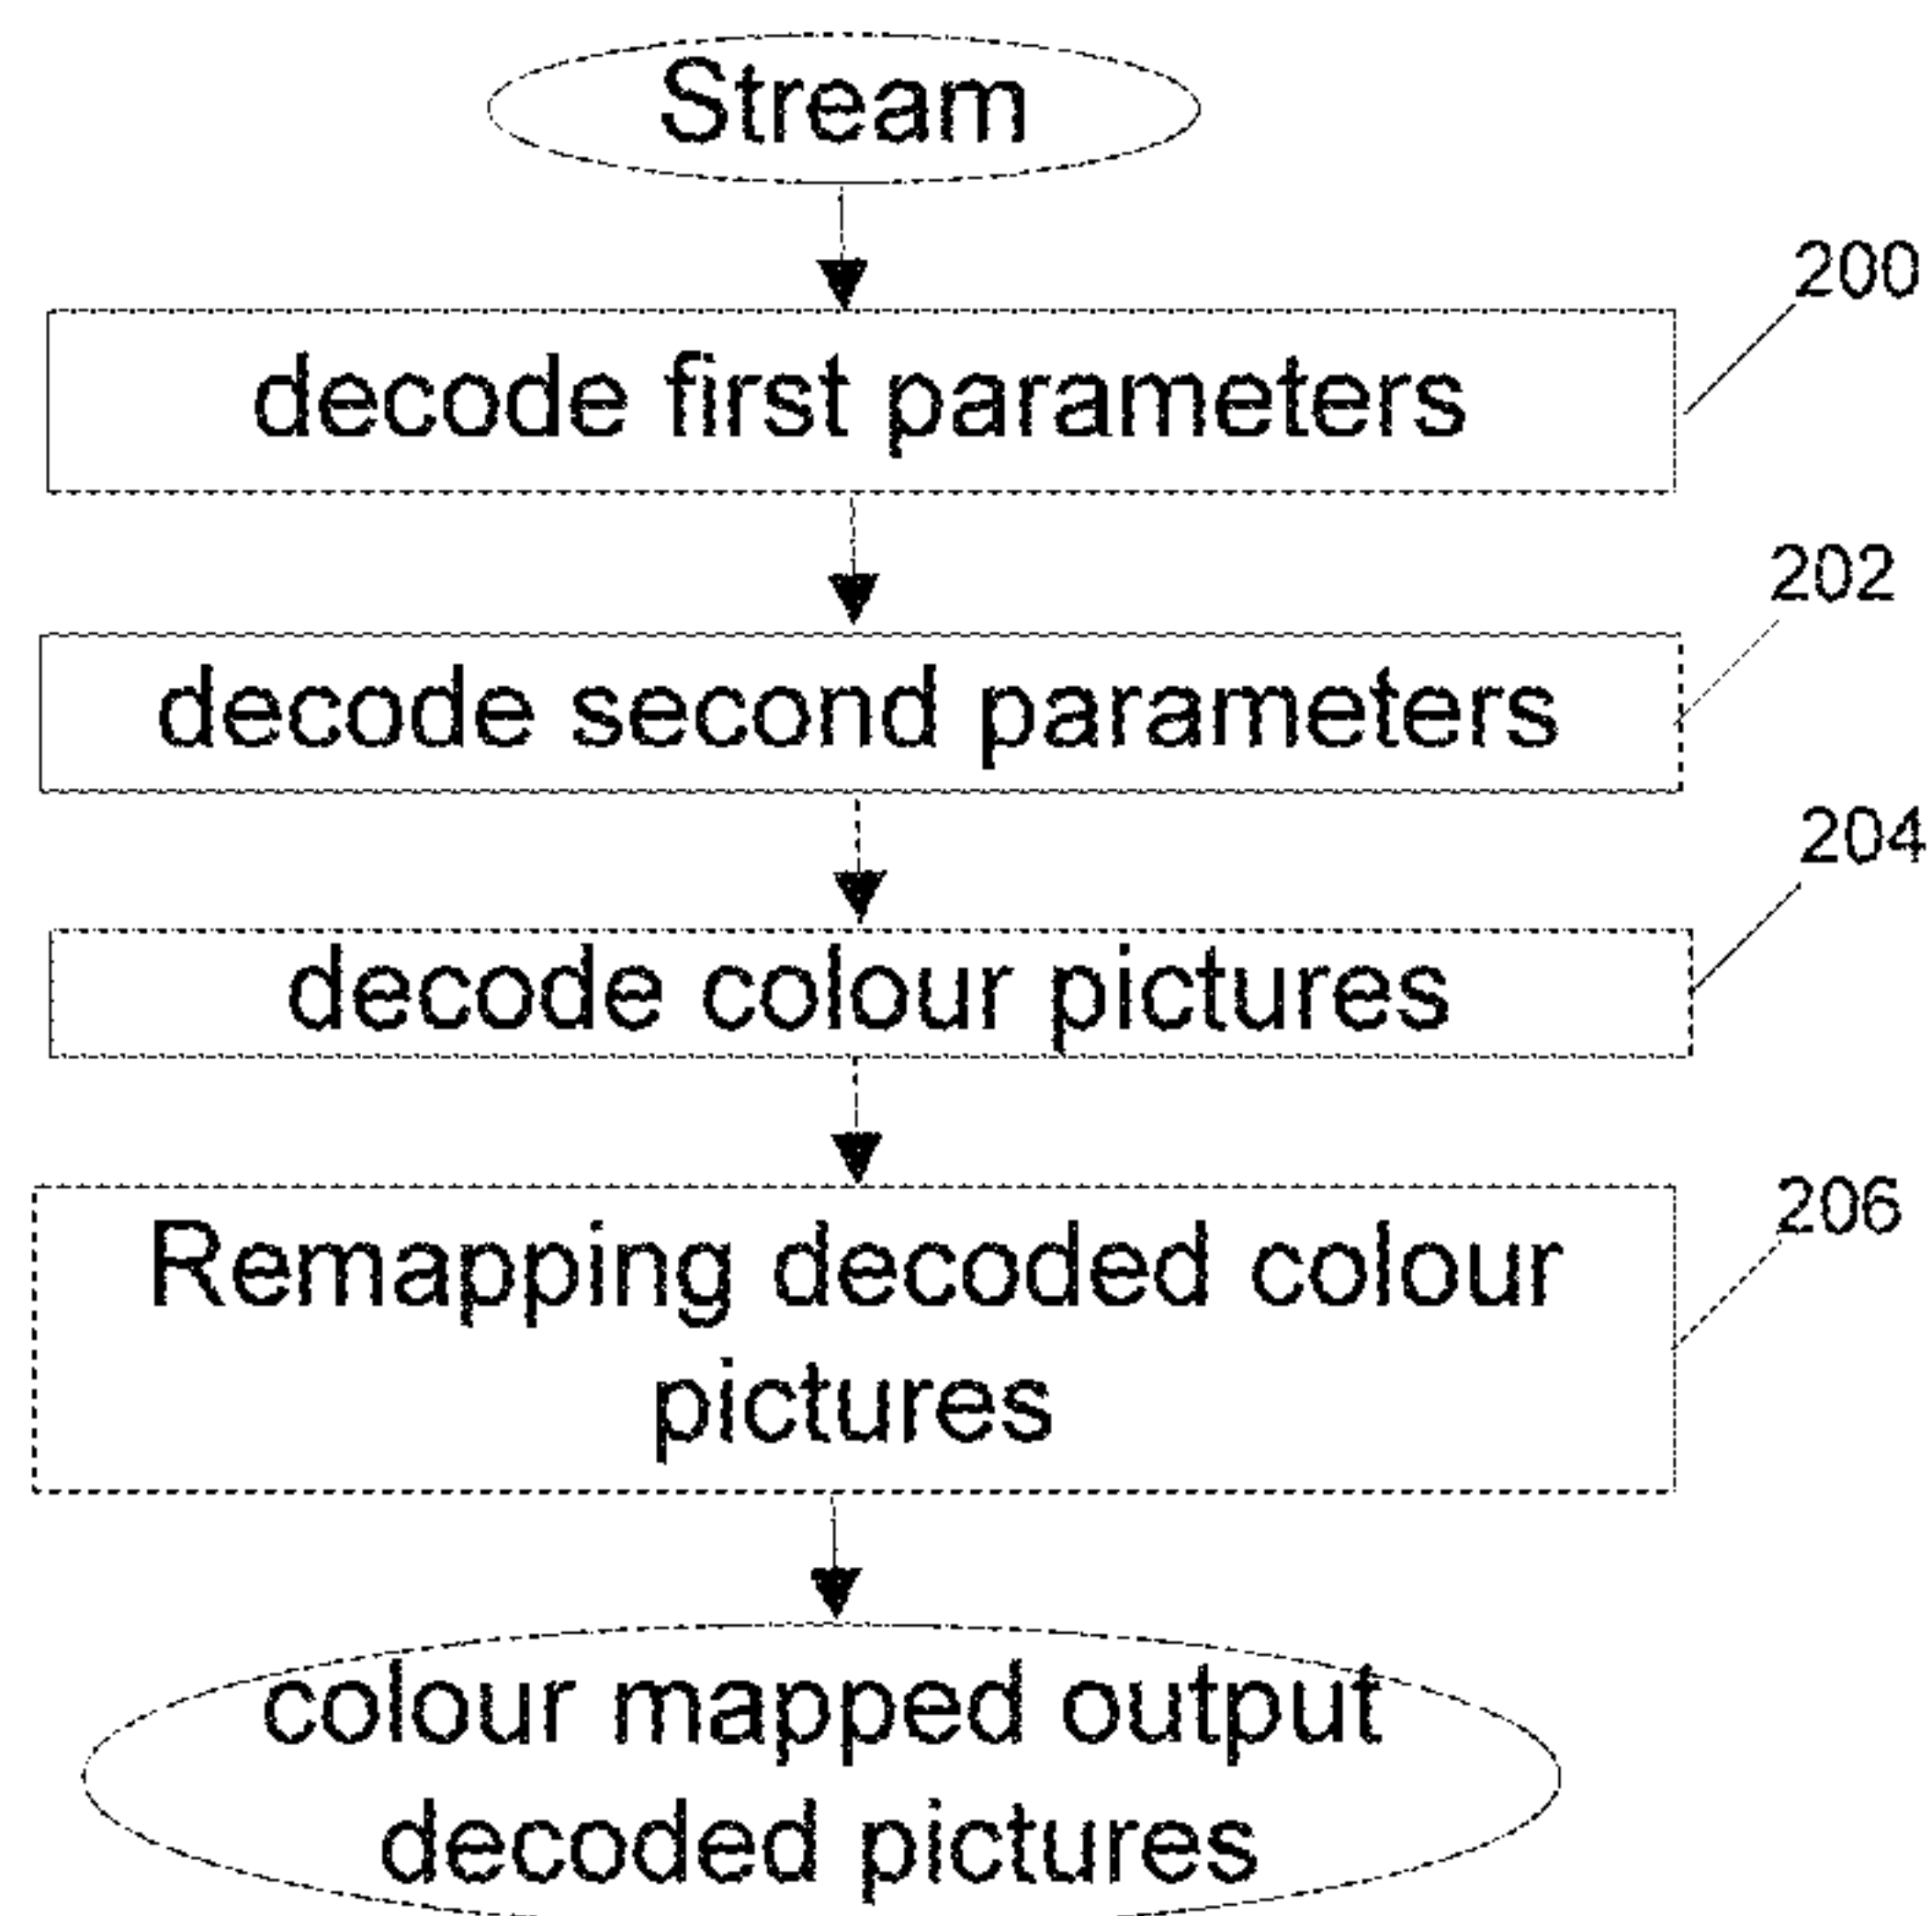 Stream
200
decode first parameters
202
decode second parameters
204
decode colour pictures
206
Remapping decoded colour
pictures
colour mapped output
decoded pictures